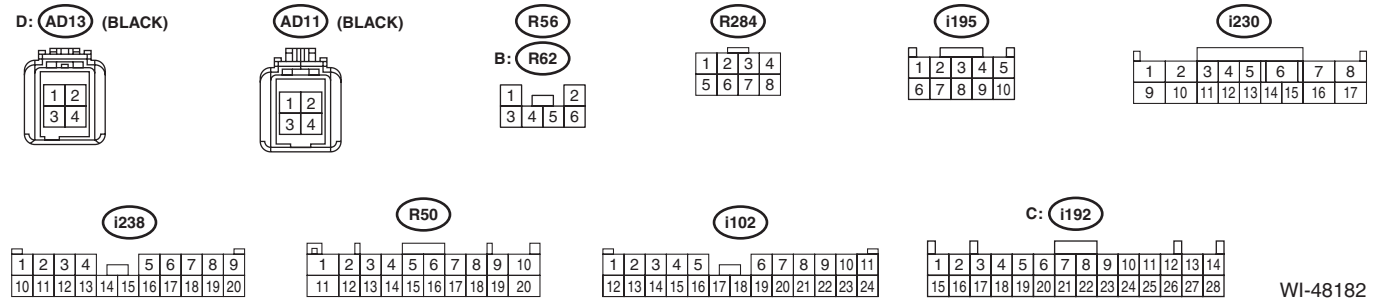 D: AD13 (BLACK)
AD11 (BLACK)
R56
B: R62
R284
i195
i230
1 2
3 4
1 2
3 4
1 2
3 4 5 6
1 2 3 4
5 6 7 8
1 2 3 4 5
6 7 8 9 10
1 2 3 4 5 6 7 8
9 10 11 12 13 14 15 16 17
i238
R50
i102
C: i192
1 2 3 4 5 6 7 8 9
10 11 12 13 14 15 16 17 18 19 20
1 2 3 4 5 6 7 8 9 10
11 12 13 14 15 16 17 18 19 20
1 2 3 4 5 6 7 8 9 10 11
12 13 14 15 16 17 18 19 20 21 22 23 24
1 2 3 4 5 6 7 8 9 10 11 12 13 14
15 16 17 18 19 20 21 22 23 24 25 26 27 28
WI-48182